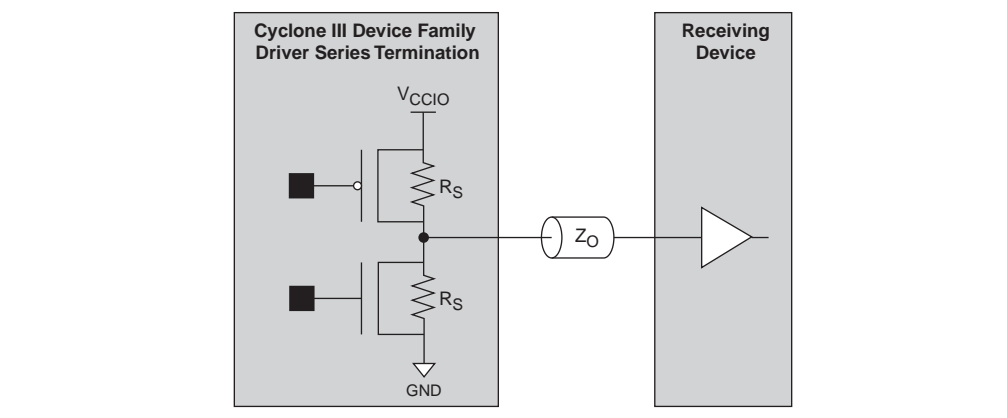 Cyclone III Device Family
Driver Series Termination
Receiving
Device
VCCIO
RS
ZO
RS
GND